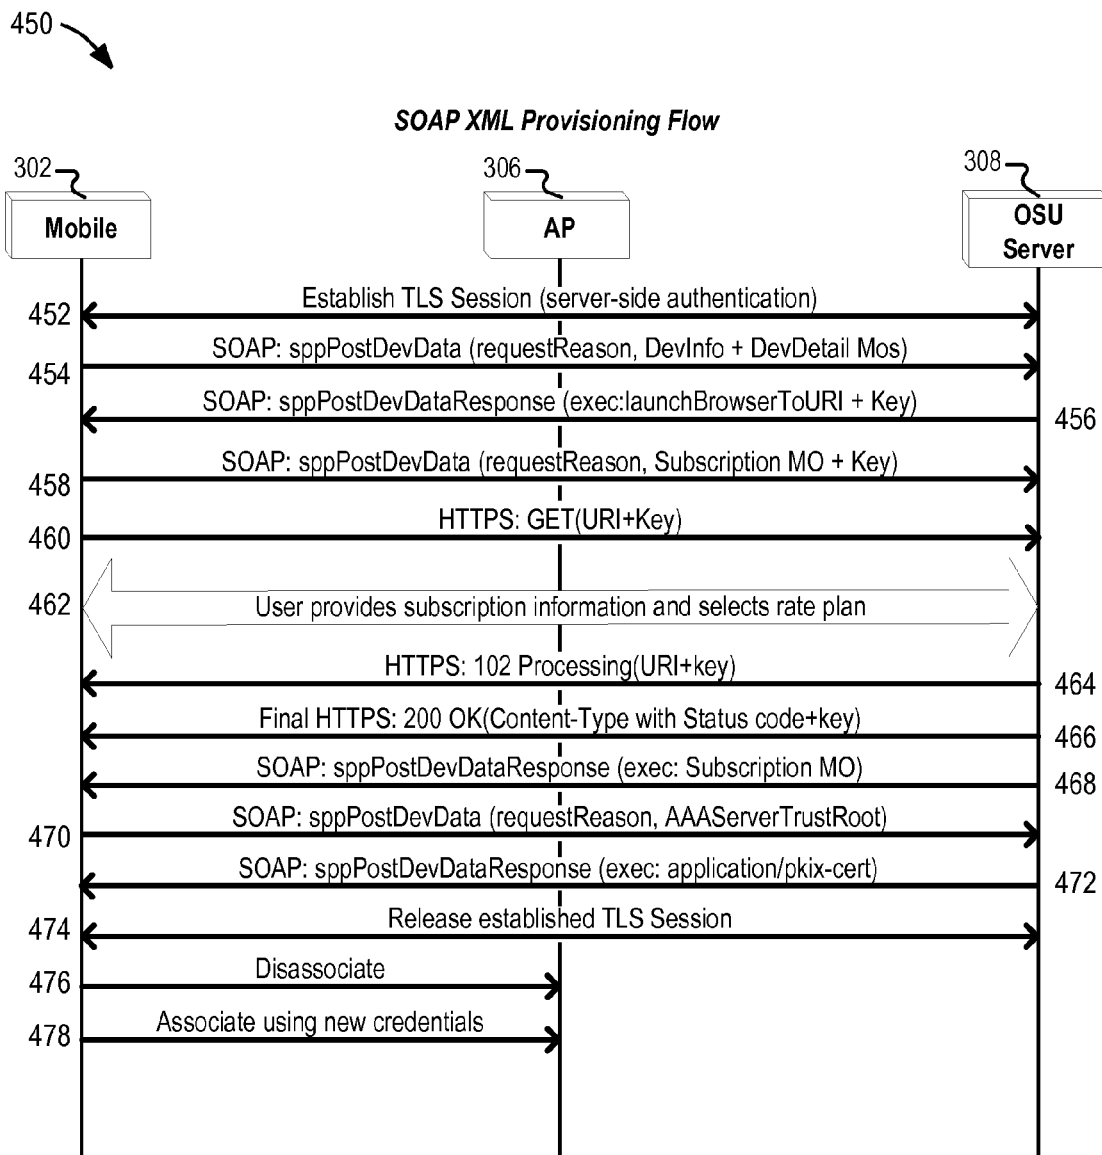 450
SOAP XML Provisioning Flow
302
306
308
Mobile
AP
OSU
Server
Establish TLS Session (server-side authentication)
452
SOAP: sppPostDevData (requestReason, DevInfo + DevDetail Mos)
454
SOAP: sppPostDevDataResponse (exec:launchBrowserToURI + Key)
456
SOAP: sppPostDevData (requestReason, Subscription MO + Key)
458
HTTPS: GET(URI+Key)
460
462
User provides subscription information and selects rate plan
HTTPS: 102 Processing(URI+key)
464
Final HTTPS: 200 OK(Content-Type with Status code+key)
466
SOAP: sppPostDevDataResponse (exec: Subscription MO)
468
SOAP: sppPostDevData (requestReason, AAAServerTrustRoot)
470
SOAP: sppPostDevDataResponse (exec: application/pkix-cert)
472
Release established TLS Session
474
Disassociate
476
Associate using new credentials
478